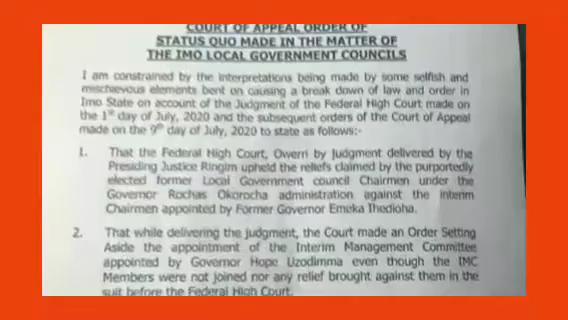 COURT OF APPEAL ORDER OF
STATUS QUO MADE IN THE MATTER OF
THE IMO LOCAL GOVERNMENT COUNCILS
I am constrained by the interpretations being made by some selfish and
mischievous elements bent on causing a break down of law and order in
Imo State on account of the Judgment of the Federal High Court made on
the 1st day of July, 2020 and the subsequent orders of the Court of Appeal
made on the 9th day of July, 2020 to state as follows:-
1. That the Federal High Court, Owerri by Judgment delivered by the
Presiding Justice Ringim upheld the reliefs claimed by the purportedly
elected former Local Government council Chairmen under the
Governor Rochas Okorocha administration against the interim
Chairmen appointed by Former Governor Emeka Ihedioha.
2. That while delivering the judgment, the Court made an Order Setting
Aside the appointment of the Interim Management Committee
appointed by Governor Hope Uzodimma even though the IMC
Members were not joined nor any relief brought against them in the
suit before the Federal High Court.